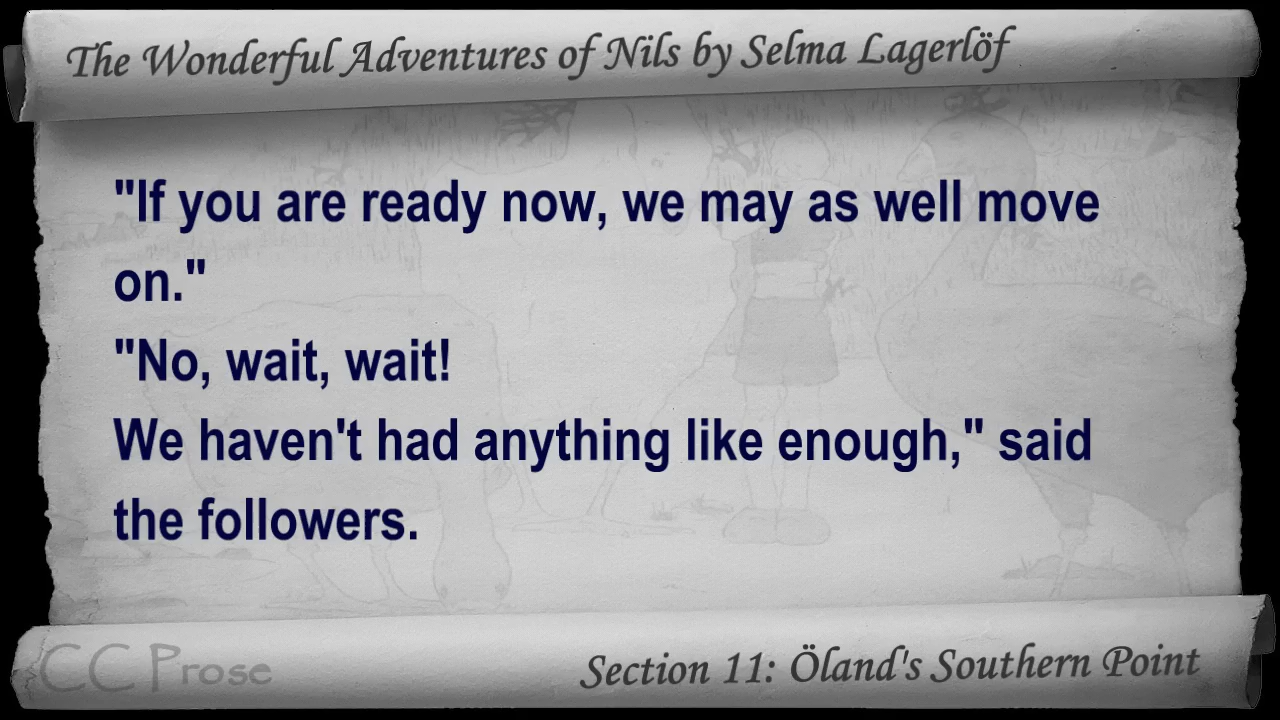 The Wonderful Adventures of Nils by Selma Lagerlöf
"If you are ready now, we may as well move
on."
"No, wait, wait!
We haven't had anything like enough," said
the followers.
CC Prose
Section 11: Öland's Southern Point